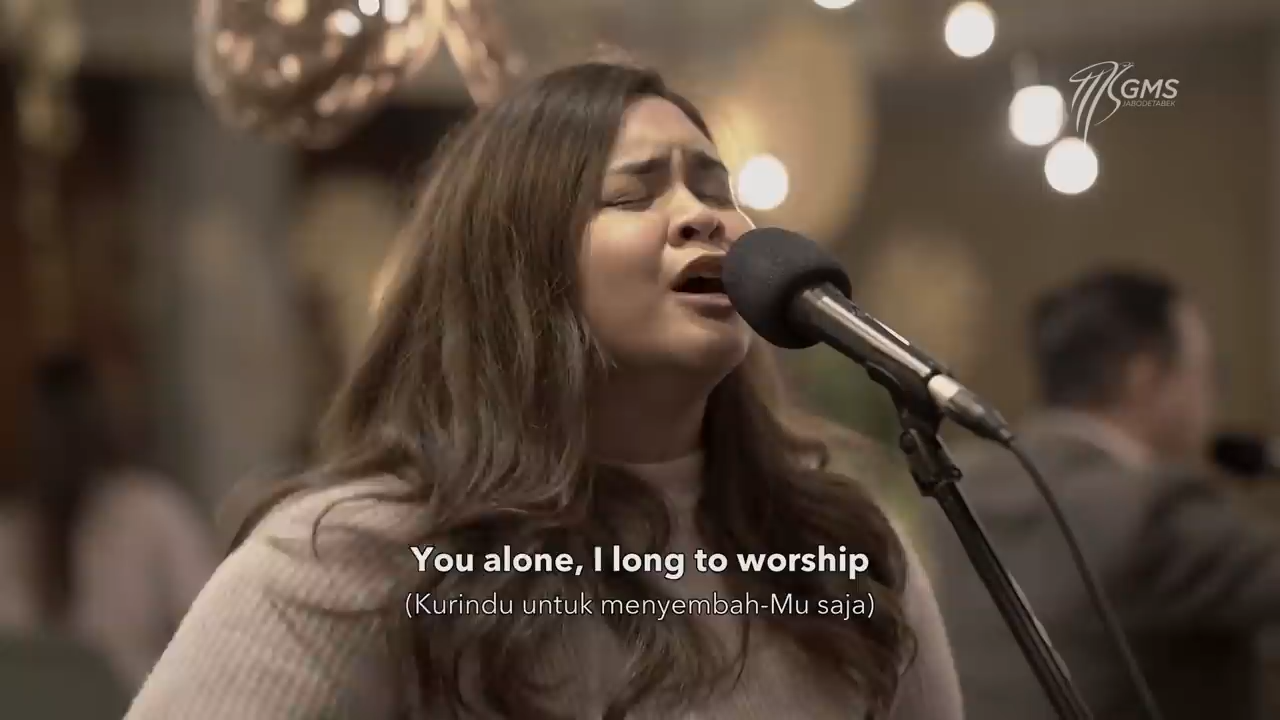 GMS
JABODETABEK
You alone, I long to worship
(Kurindu untuk menyembah-Mu saja)